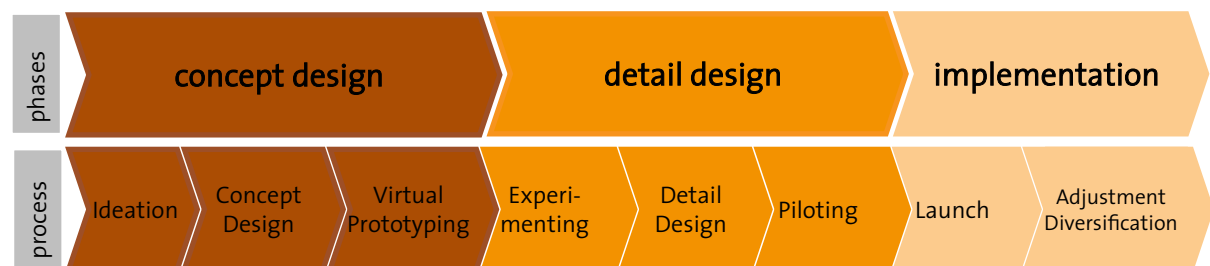 phases
concept design
detail design
implementation
process
Ideation
Concept
Design
Virtual
Prototyping
Experi-
menting
Detail
Design
Piloting
Launch
Adjustment
Diversification